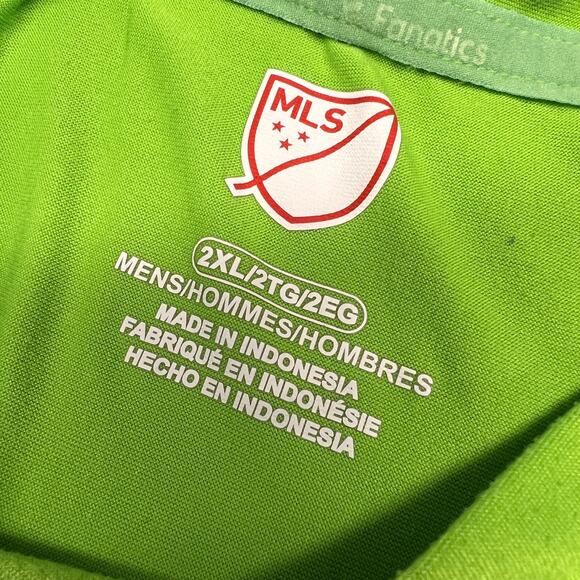 Fanatics
MLS
2XL/2TG/2EG
MENS/HOMMES/HOMBRES
MADE IN INDONESIA
FABRIQUÉ EN INDONÉSIE
HECHO EN INDONESIA